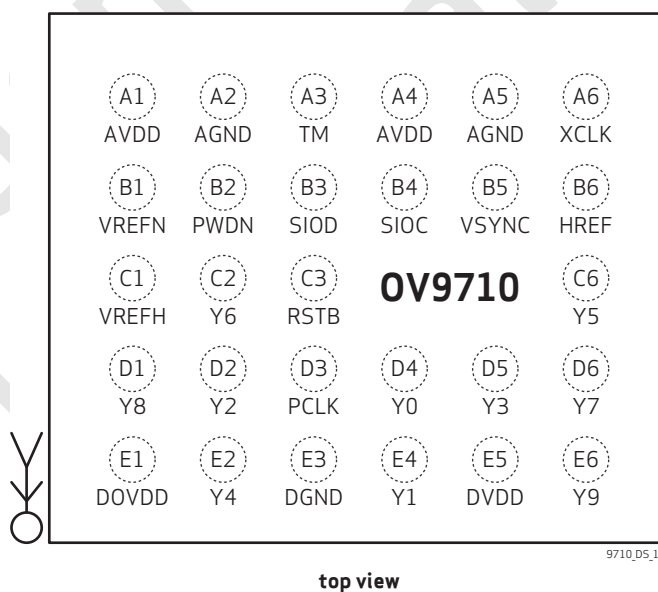 A1 A2 A3 A4 A5 A6
AVDD AGND TM AVDD AGND XCLK
B1 B2 B3 B4 B5 B6
VREFN PWDN SIOD SIOC VSYNC HREF
C1 C2 C3 OV9710 C6
VREFH Y6 RSTB Y5
D1 D2 D3 D4 D5 D6
Y8 Y2 PCLK Y0 Y3 Y7
E1 E2 E3 E4 E5 E6
DOVDD Y4 DGND Y1 DVDD Y9
9710_DS_1
top view